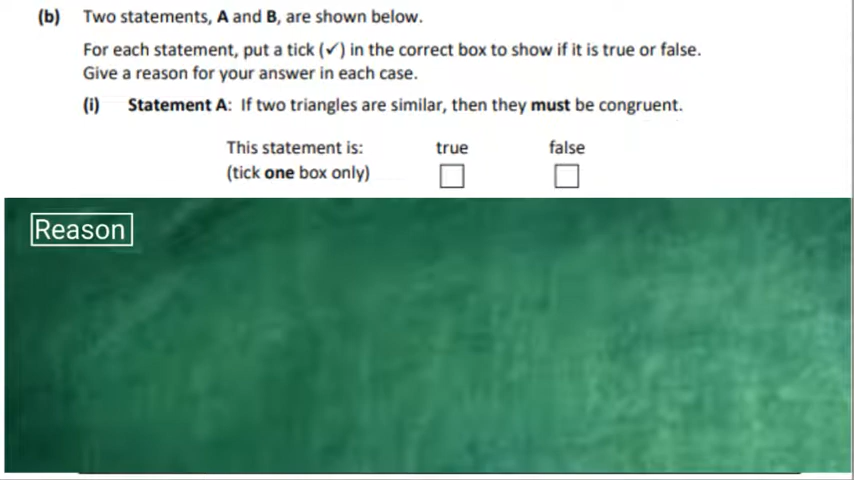 (b) Two statements, A and B, are shown below.
For each statement, put a tick (✓) in the correct box to show if it is true or false.
Give a reason for your answer in each case.
(i) Statement A: If two triangles are similar, then they must be congruent.
This statement is: true false
(tick one box only)
Reason